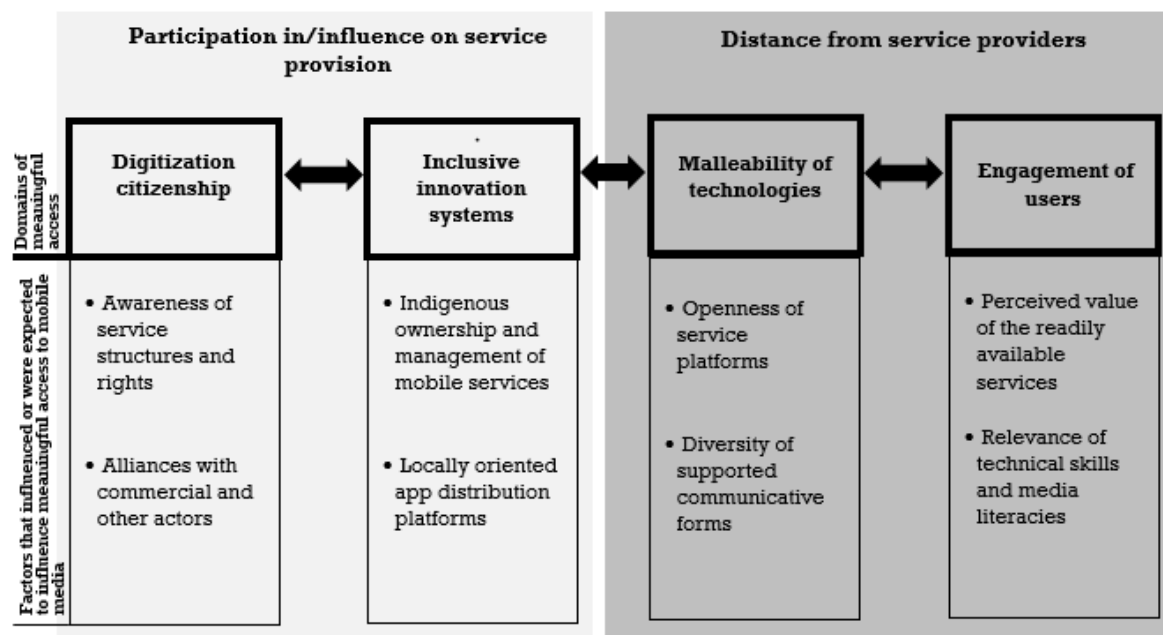 Participation in/influence on service
provision
Distance from service providers
Domains of
meaningful
access
Digitization
citizenship
Inclusive
innovation
systems
Malleability of
technologies
Engagement of
users
Factors that influenced or were expected
to influence meaningful access to mobile
media
• Awareness of
service
structures and
rights
• Alliances with
commercial and
other actors
• Indigenous
ownership and
management of
mobile services
• Locally oriented
app distribution
platforms
• Openness of
service
platforms
• Diversity of
supported
communicative
forms
• Perceived value
of the readily
available
services
• Relevance of
technical skills
and media
literacies